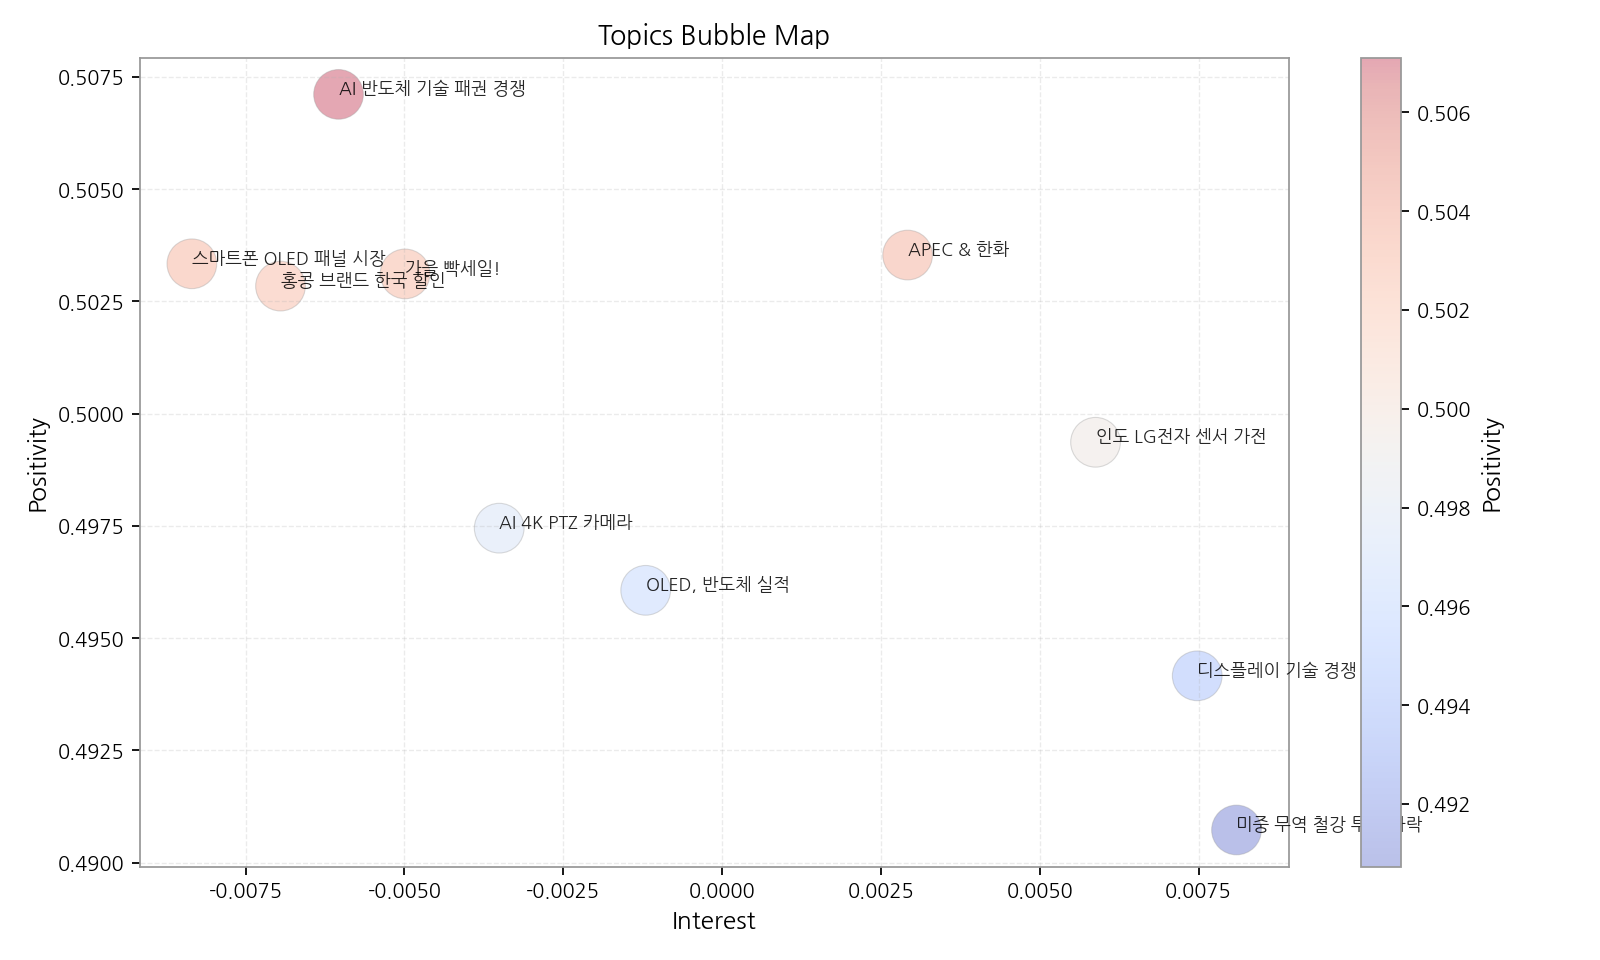 Topics Bubble Map
0.5075
0.5050
0.5025
0.5000
0.4975
0.4950
0.4925
0.4900
Positivity
AI 반도체 기술 패권 경쟁
스마트폰 OLED 패널 시장
홍콩 브랜드 한국 할인
가을 빡세일!
APEC & 한화
인도 LG전자 센서 가전
AI 4K PTZ 카메라
OLED, 반도체 실적
디스플레이 기술 경쟁
미중 무역 철강
-0.0075
-0.0050
-0.0025
0.0000
0.0025
0.0050
0.0075
Interest
0.506
0.504
0.502
0.500
0.498
0.496
0.494
0.492
Positivity